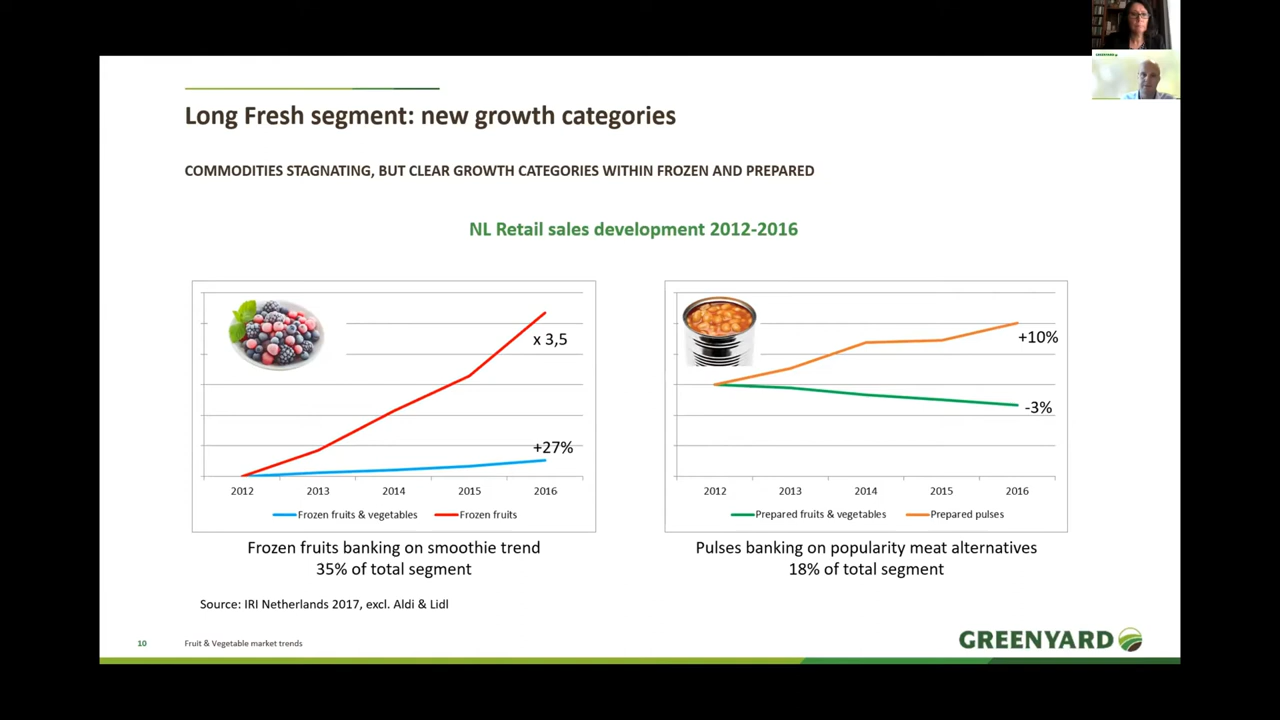 Long Fresh segment: new growth categories
COMMODITIES STAGNATING, BUT CLEAR GROWTH CATEGORIES WITHIN FROZEN AND PREPARED
NL Retail sales development 2012-2016
x 3,5
+27%
2012 2013 2014 2015 2016
Frozen fruits & vegetables Frozen fruits
+10%
-3%
2012 2013 2014 2015 2016
Prepared fruits & vegetables Prepared pulses
Frozen fruits banking on smoothie trend
35% of total segment
Pulses banking on popularity meat alternatives
18% of total segment
Source: IRI Netherlands 2017, excl. Aldi & Lidl
10 Fruit & Vegetable market trends
GREENYARD